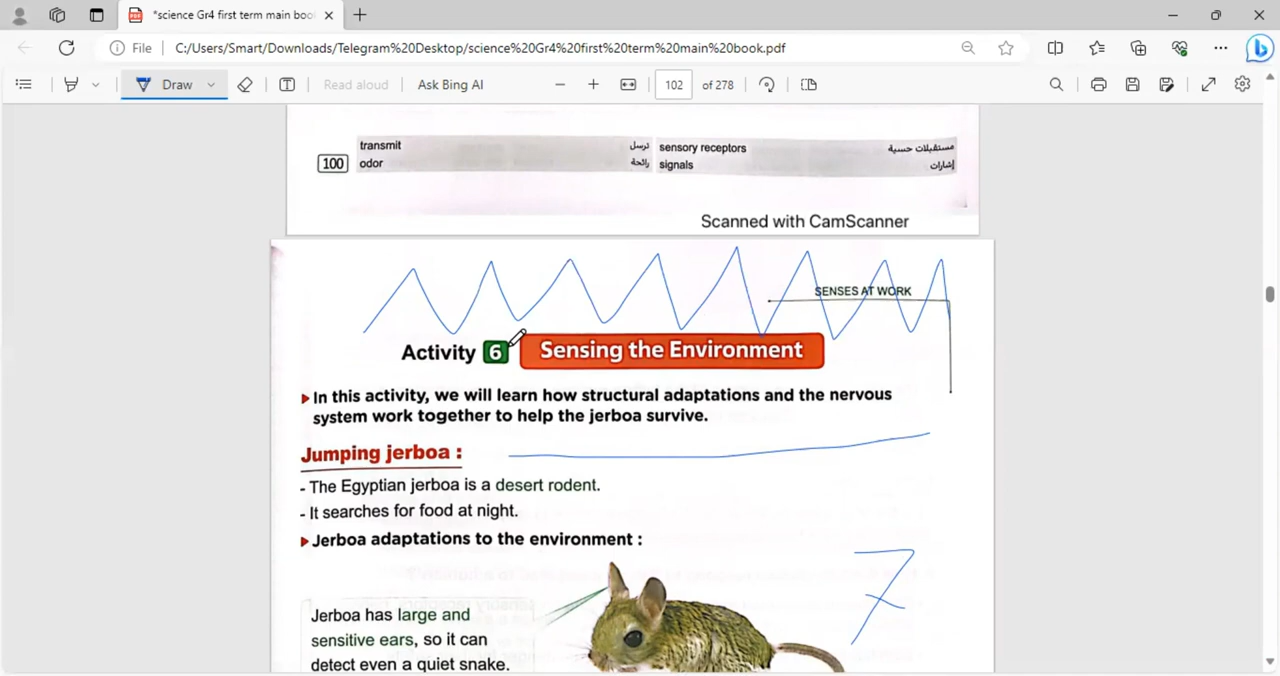 *science Gr4 first term main boo
File
C:/Users/Smart/Downloads/Telegram%20Desktop/science%20Gr4%20first%20term%20main%20book.pdf
Draw
Read aloud
Ask Bing AI
102 of 278
transmit ترسل sensory receptors مستقبلات حسية
100 odor رائحة signals إشارات
Scanned with CamScanner
SENSES AT WORK
Activity 6 Sensing the Environment
In this activity, we will learn how structural adaptations and the nervous
system work together to help the jerboa survive.
Jumping jerboa :
- The Egyptian jerboa is a desert rodent.
- It searches for food at night.
Jerboa adaptations to the environment :
7
Jerboa has large and
sensitive ears, so it can
detect even a quiet snake.